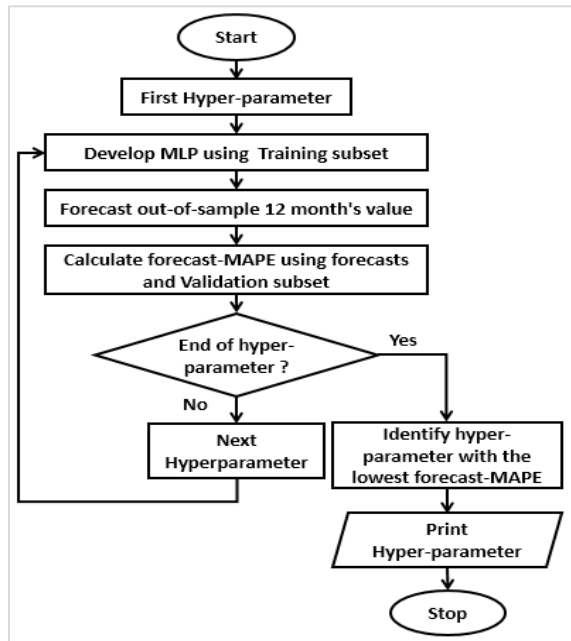 Start
First Hyper-parameter
Develop MLP using Training subset
Forecast out-of-sample 12 month's value
Calculate forecast-MAPE using forecasts
and Validation subset
End of hyper-
parameter ?
Yes
No
Next
Hyperparameter
Identify hyper-
parameter with the
lowest forecast-MAPE
Print
Hyper-parameter
Stop